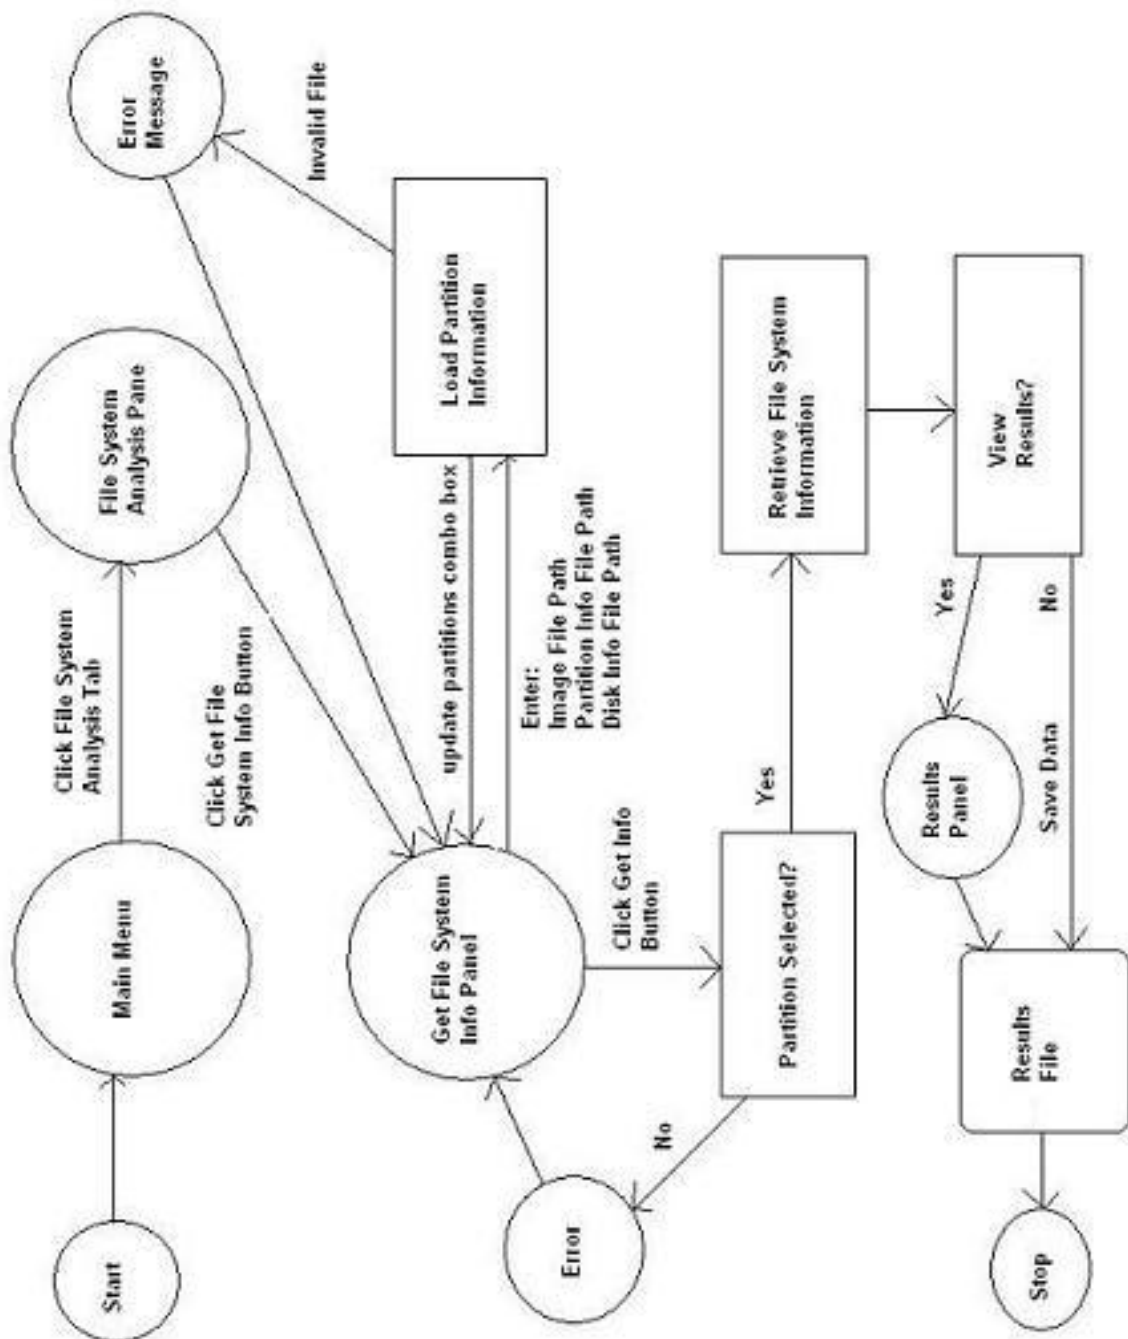 Start
Main Menu
Click File System
Analysis Tab
File System
Analysis Pane
Error
Message
Click Get File
System Info Button
Invalid File
Get File System
Info Panel
update partitions combo box
Load Partition
Information
Enter:
Image File Path
Partition Info File Path
Disk Info File Path
Error
No
Click Get Info
Button
Partition Selected?
Yes
Retrieve File System
Information
View
Results?
Yes
No
Results
Panel
Save Data
Results
File
Stop